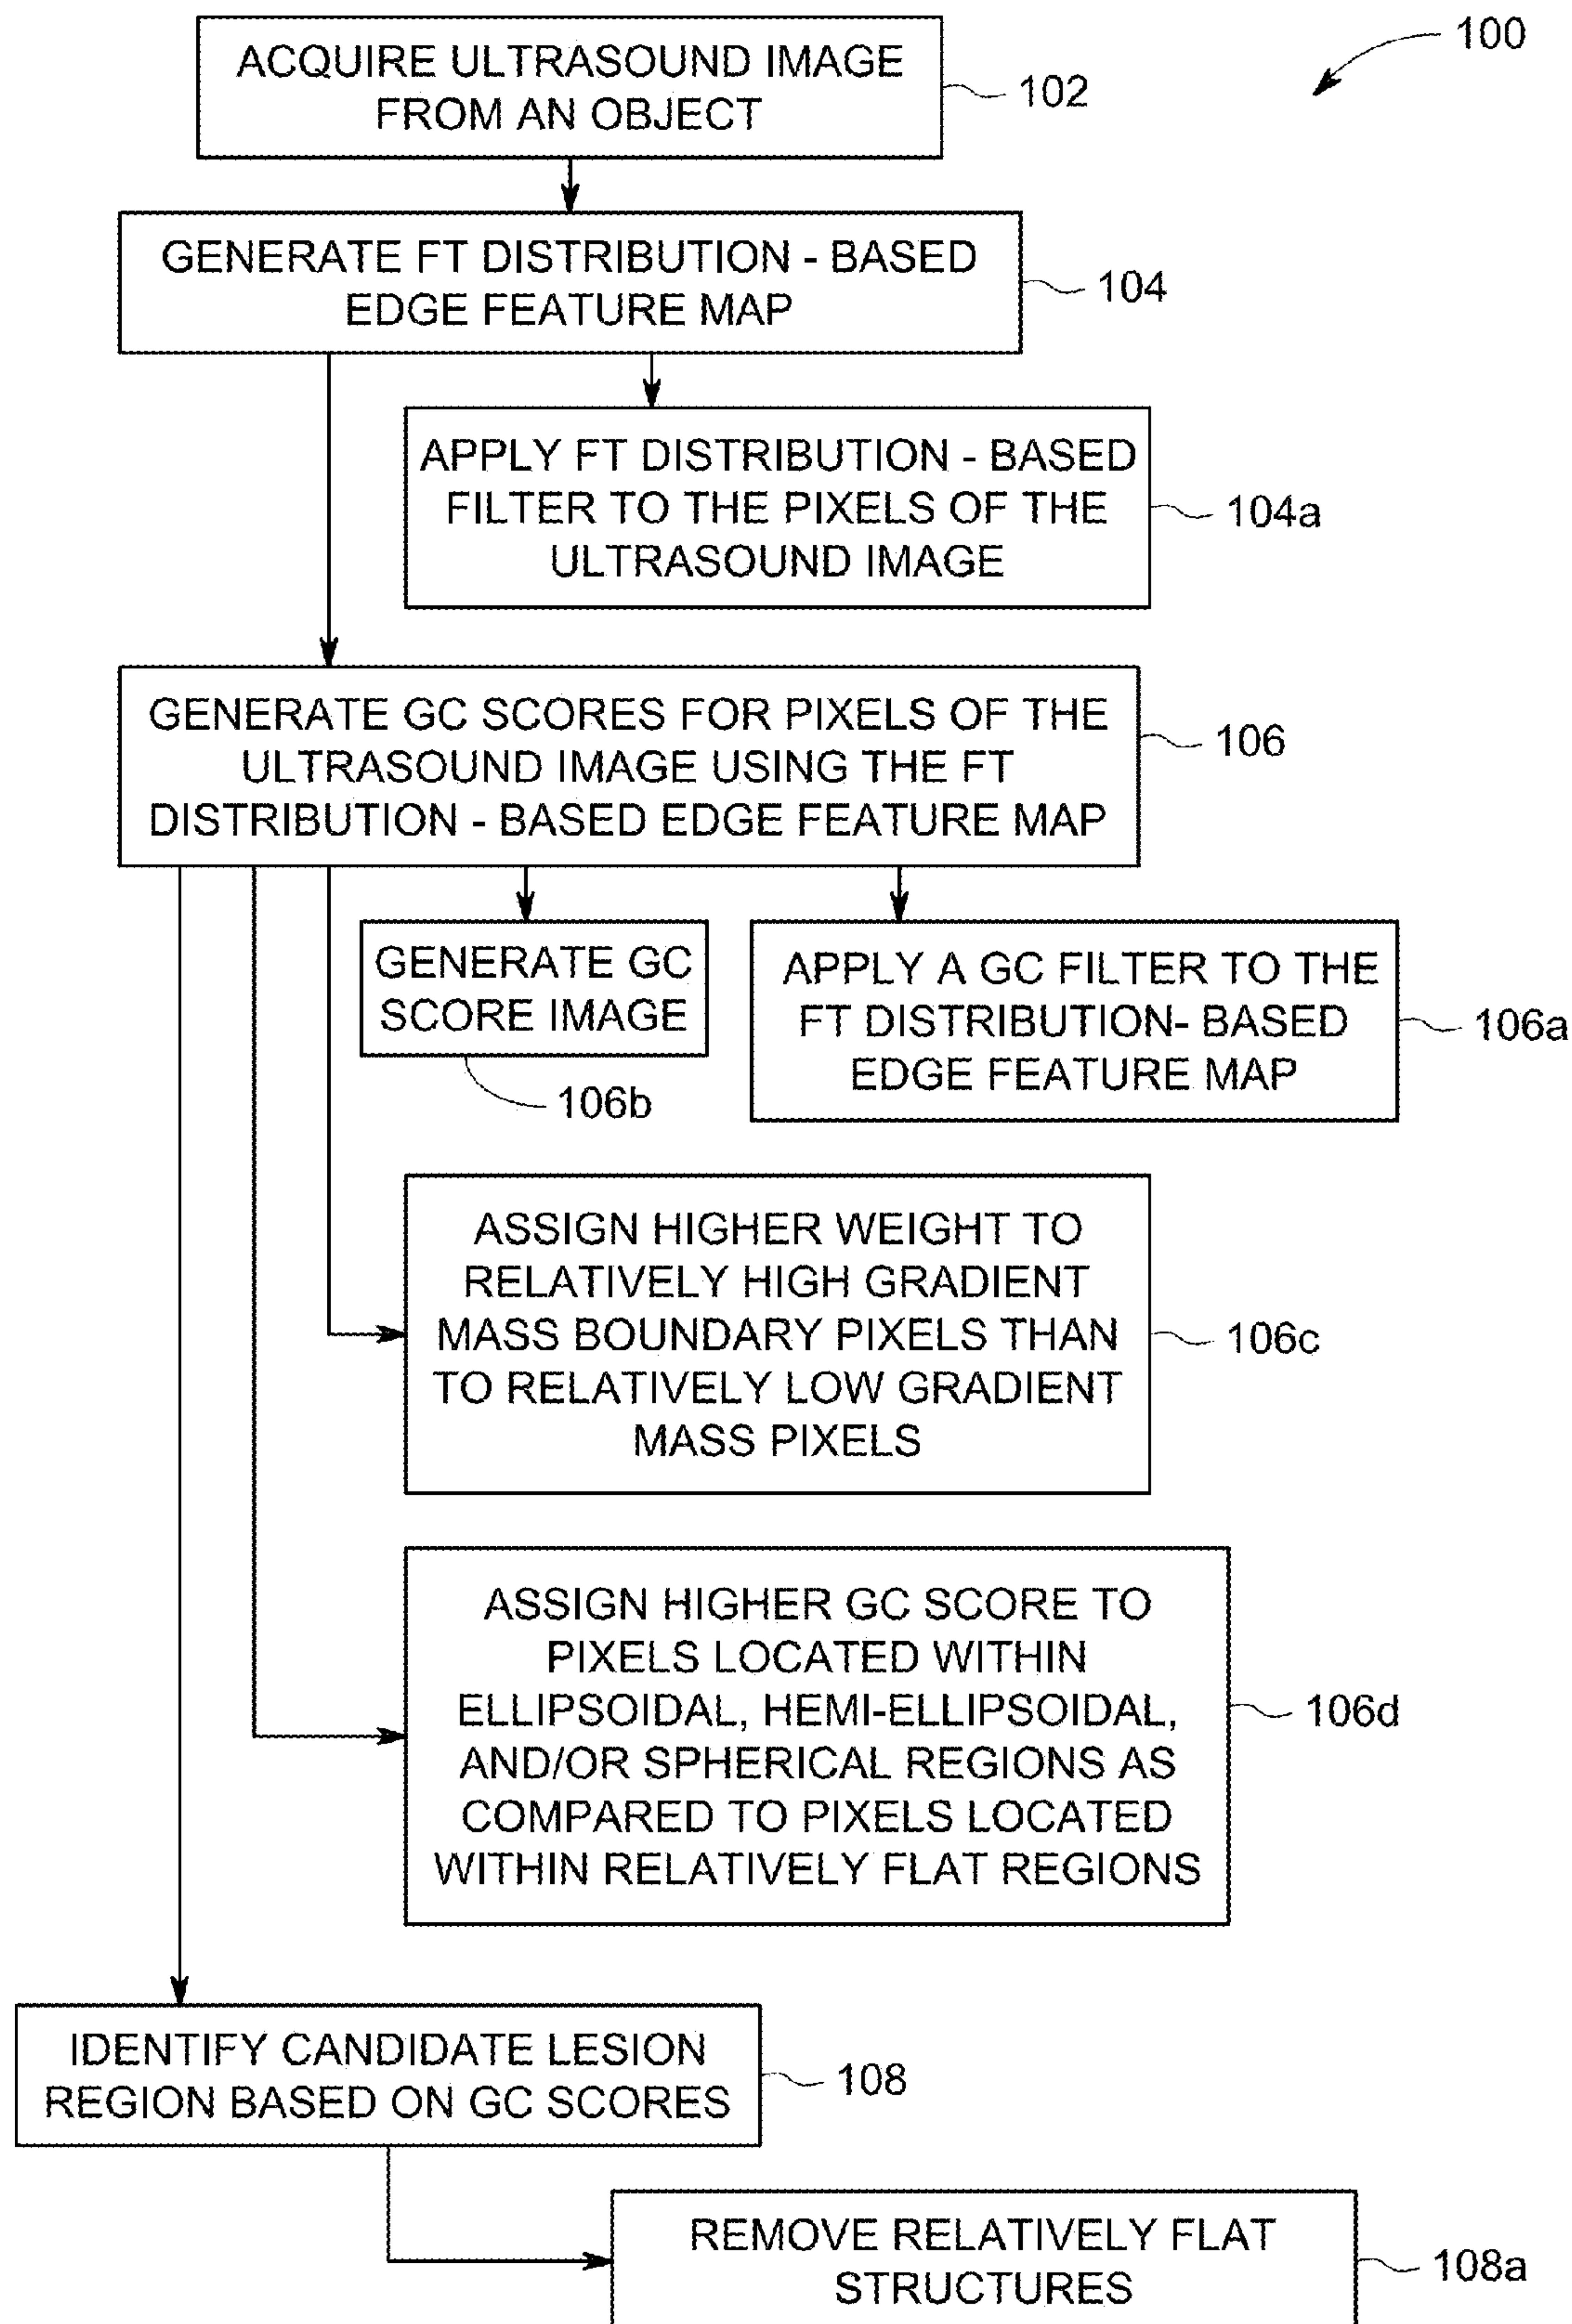 100
ACQUIRE ULTRASOUND IMAGE
FROM AN OBJECT
102
GENERATE FT DISTRIBUTION - BASED
EDGE FEATURE MAP
104
APPLY FT DISTRIBUTION - BASED
FILTER TO THE PIXELS OF THE
ULTRASOUND IMAGE
104a
GENERATE GC SCORES FOR PIXELS OF THE
ULTRASOUND IMAGE USING THE FT
DISTRIBUTION - BASED EDGE FEATURE MAP
106
GENERATE GC
SCORE IMAGE
106b
APPLY A GC FILTER TO THE
FT DISTRIBUTION- BASED
EDGE FEATURE MAP
106a
ASSIGN HIGHER WEIGHT TO
RELATIVELY HIGH GRADIENT
MASS BOUNDARY PIXELS THAN
TO RELATIVELY LOW GRADIENT
MASS PIXELS
106c
ASSIGN HIGHER GC SCORE TO
PIXELS LOCATED WITHIN
ELLIPSOIDAL, HEMI-ELLIPSOIDAL,
AND/OR SPHERICAL REGIONS AS
COMPARED TO PIXELS LOCATED
WITHIN RELATIVELY FLAT REGIONS
106d
IDENTIFY CANDIDATE LESION
REGION BASED ON GC SCORES
108
REMOVE RELATIVELY FLAT
STRUCTURES
108a